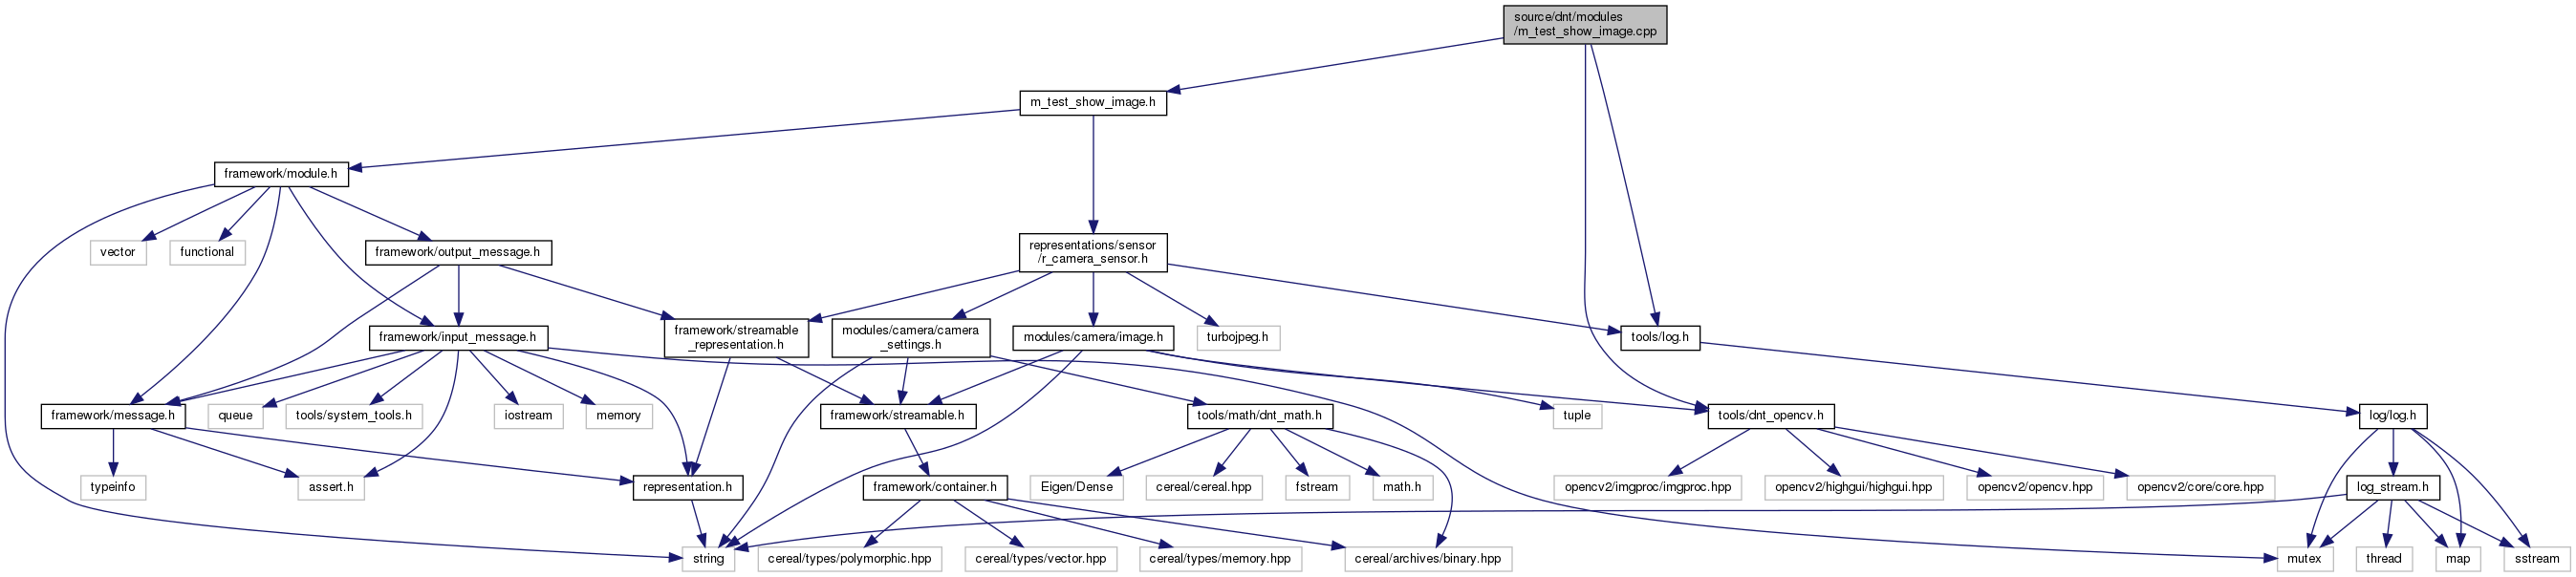 source/dnt/modules
/m_test_show_image.cpp
m_test_show_image.h
framework/module.h
vector
functional
framework/output_message.h
representations/sensor
/r_camera_sensor.h
framework/input_message.h
framework/streamable
_representation.h
modules/camera/camera
_settings.h
modules/camera/image.h
turbojpeg.h
tools/log.h
framework/message.h
queue
tools/system_tools.h
iostream
memory
framework/streamable.h
tools/math/dnt_math.h
tuple
tools/dnt_opencv.h
log/log.h
typeinfo
assert.h
representation.h
framework/container.h
Eigen/Dense
cereal/cereal.hpp
fstream
math.h
opencv2/imgproc/imgproc.hpp
opencv2/highgui/highgui.hpp
opencv2/opencv.hpp
opencv2/core/core.hpp
log_stream.h
string
cereal/types/polymorphic.hpp
cereal/types/vector.hpp
cereal/types/memory.hpp
cereal/archives/binary.hpp
mutex
thread
map
sstream